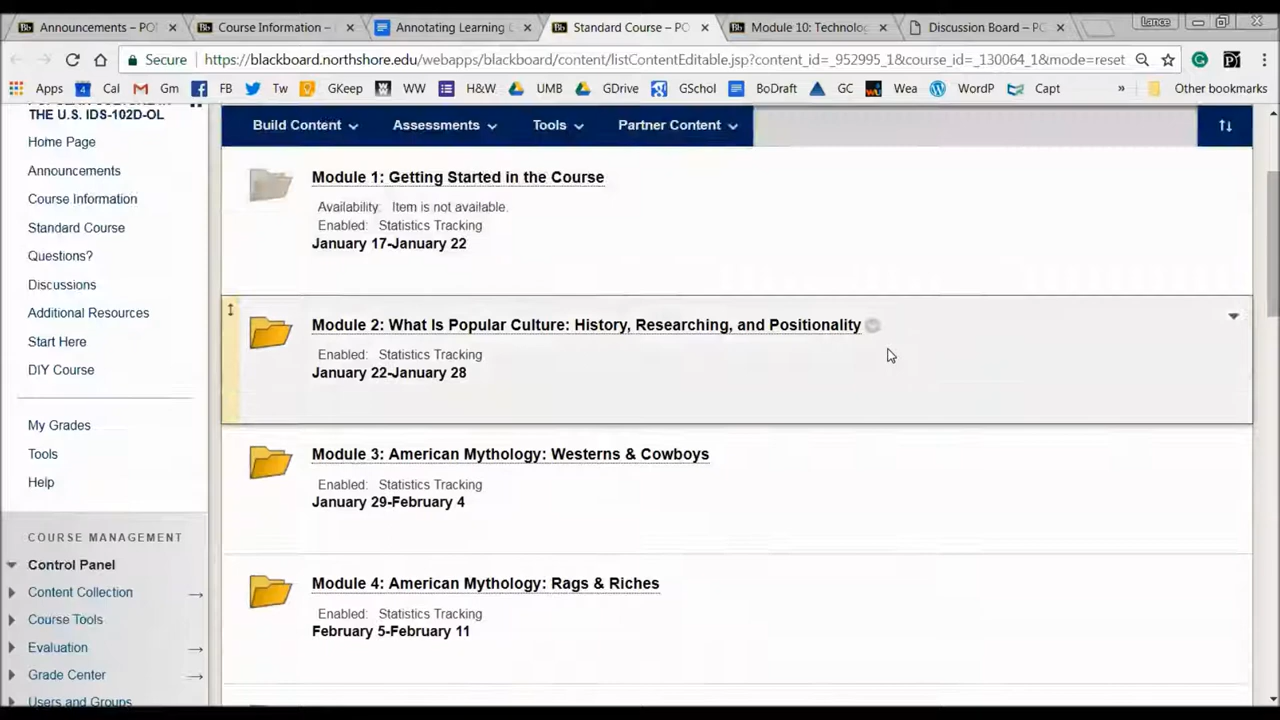 Announcements – PO
Course Information –
Annotating Learning G
Standard Course – PO
Module 10: Technolog
Discussion Board – PC
Lance
Secure https://blackboard.northshore.edu/webapps/blackboard/content/listContentEditable.jsp?content_id=_952995_1&course_id=_130064_1&mode=reset
Apps Cal Gm FB Tw GKeep WW H&W UMB GDrive GSchol BoDraft GC Wea WordP Capt » Other bookmarks
THE U.S. IDS-102D-OL
Home Page
Announcements
Course Information
Standard Course
Questions?
Discussions
Additional Resources
Start Here
DIY Course
My Grades
Tools
Help
COURSE MANAGEMENT
Control Panel
Content Collection
Course Tools
Evaluation
Grade Center
Users and Groups
Build Content Assessments Tools Partner Content
Module 1: Getting Started in the Course
Availability: Item is not available.
Enabled: Statistics Tracking
January 17-January 22
Module 2: What Is Popular Culture: History, Researching, and Positionality
Enabled: Statistics Tracking
January 22-January 28
Module 3: American Mythology: Westerns & Cowboys
Enabled: Statistics Tracking
January 29-February 4
Module 4: American Mythology: Rags & Riches
Enabled: Statistics Tracking
February 5-February 11